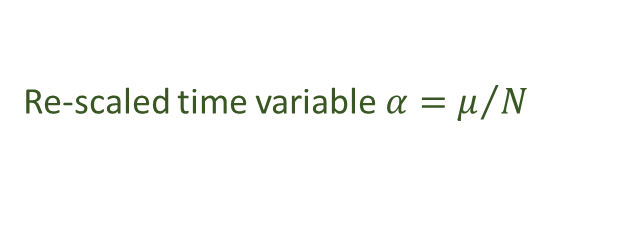 Re-scaled time variable α = μ/N